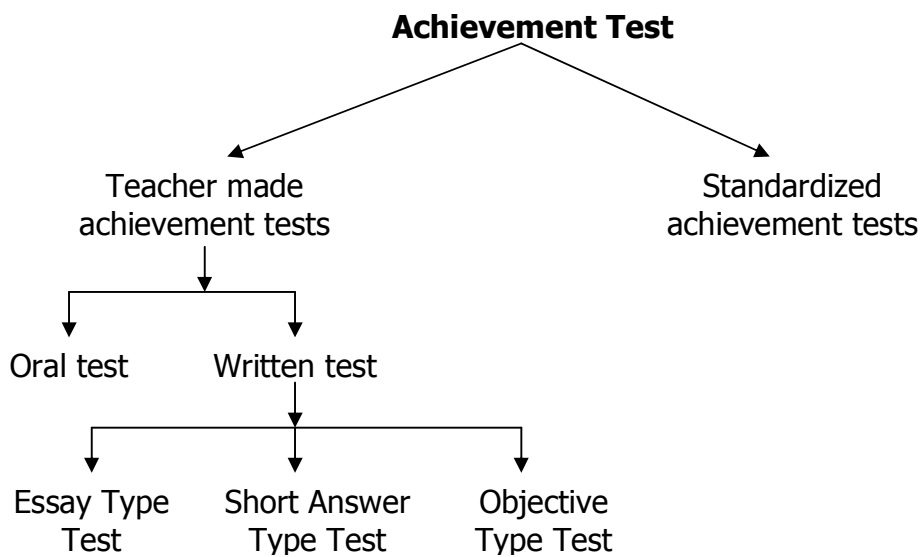 Achievement Test
Teacher made
achievement tests
Standardized
achievement tests
Oral test
Written test
Essay Type
Test
Short Answer
Type Test
Objective
Type Test